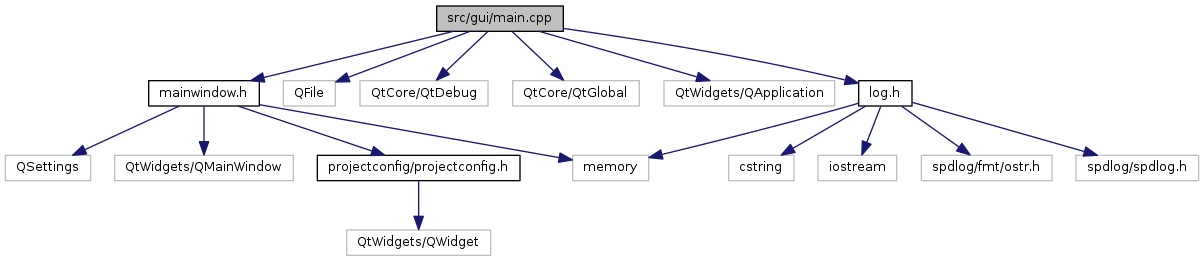 src/gui/main.cpp
mainwindow.h
QFile
QtCore/QtDebug
QtCore/QtGlobal
QtWidgets/QApplication
log.h
QSettings
QtWidgets/QMainWindow
projectconfig/projectconfig.h
memory
cstring
iostream
spdlog/fmt/ostr.h
spdlog/spdlog.h
QtWidgets/QWidget